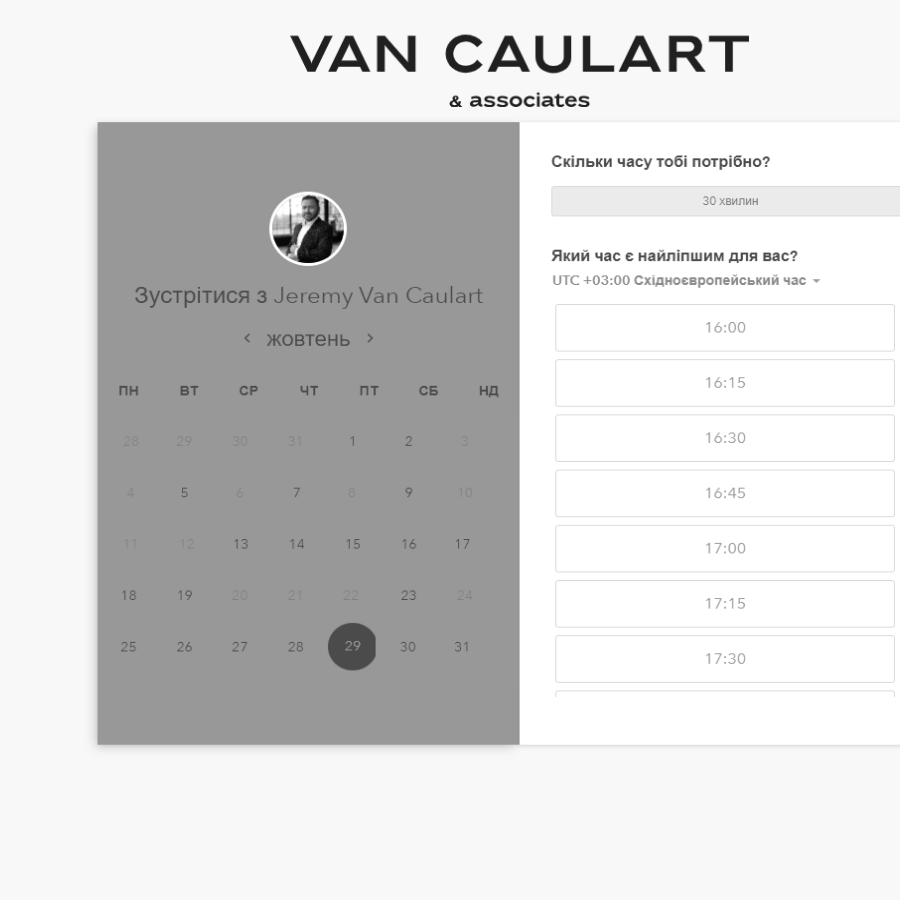 VAN CAULART
& associates
Зустрітися з Jeremy Van Caulart
жовтень
ПН ВТ СР ЧТ ПТ СБ НД
28 29 30 31 1 2 3
4 5 6 7 8 9 10
11 12 13 14 15 16 17
18 19 20 21 22 23 24
25 26 27 28 29 30 31
Скільки часу тобі потрібно?
30 хвилин
Який час є найліпшим для вас?
UTC +03:00 Східноєвропейський час
16:00
16:15
16:30
16:45
17:00
17:15
17:30